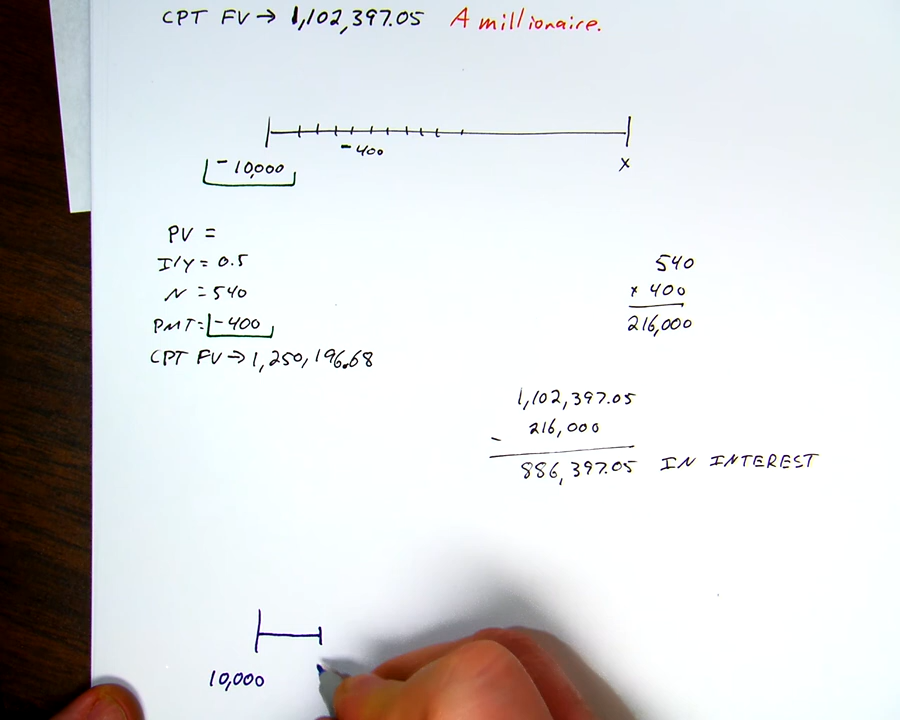 CPT FV → 1,102,397.05 A millionaire.
-400
-10,000
x
PV =
I/Y = 0.5
N = 540
PMT = -400
CPT FV → 1,250,196.68
540
x 400
216,000
1,102,397.05
- 216,000
886,397.05 IN INTEREST
10,000